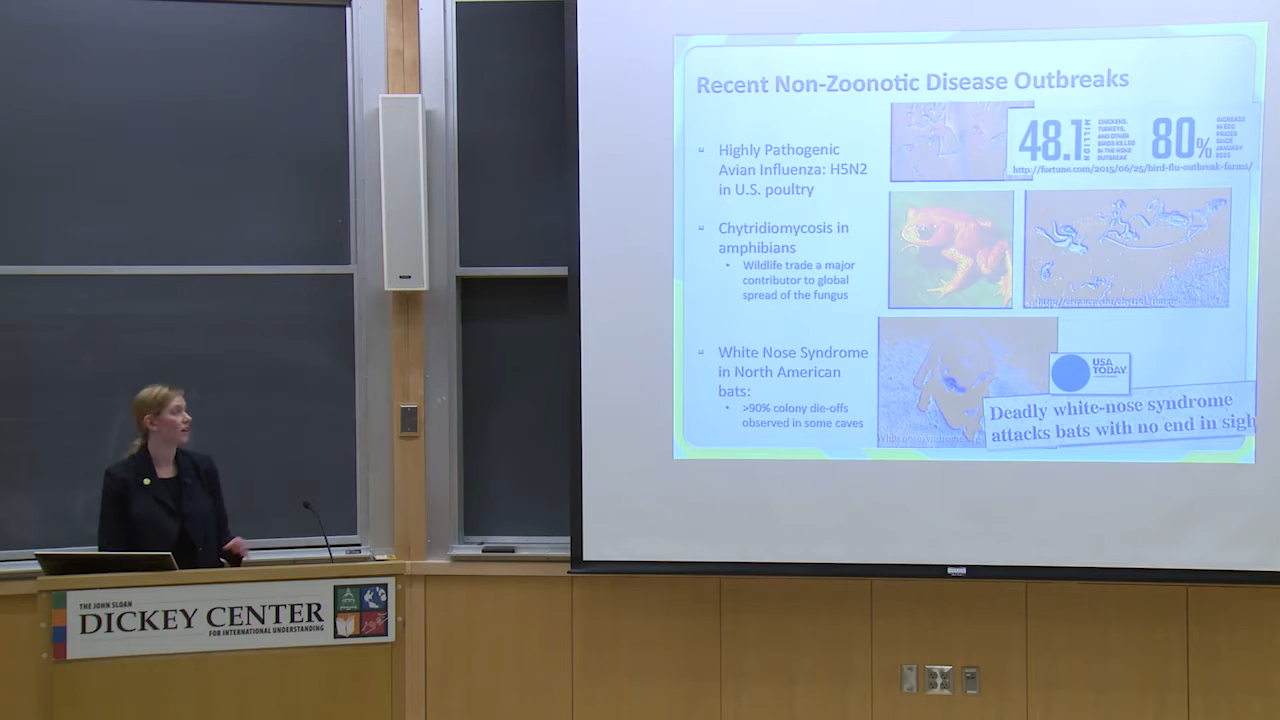 Recent Non-Zoonotic Disease Outbreaks
Highly Pathogenic
Avian Influenza: H5N2
in U.S. poultry
48.1
MILLION
CHICKENS,
TURKEYS,
AND OTHER
BIRDS KILLED
IN THE H5N2
OUTBREAK
80%
INCREASE
IN EGG
PRICES
SINCE
JANUARY
2015
http://fortune.com/2015/06/25/bird-flu-outbreak-farms/
Chytridiomycosis in
amphibians
Wildlife trade a major
contributor to global
spread of the fungus
White Nose Syndrome
in North American
bats:
>90% colony die-offs
observed in some caves
USA
TODAY
Deadly white-nose syndrome
attacks bats with no end in sigh
THE JOHN SLOAN
DICKEY CENTER
FOR INTERNATIONAL UNDERSTANDING